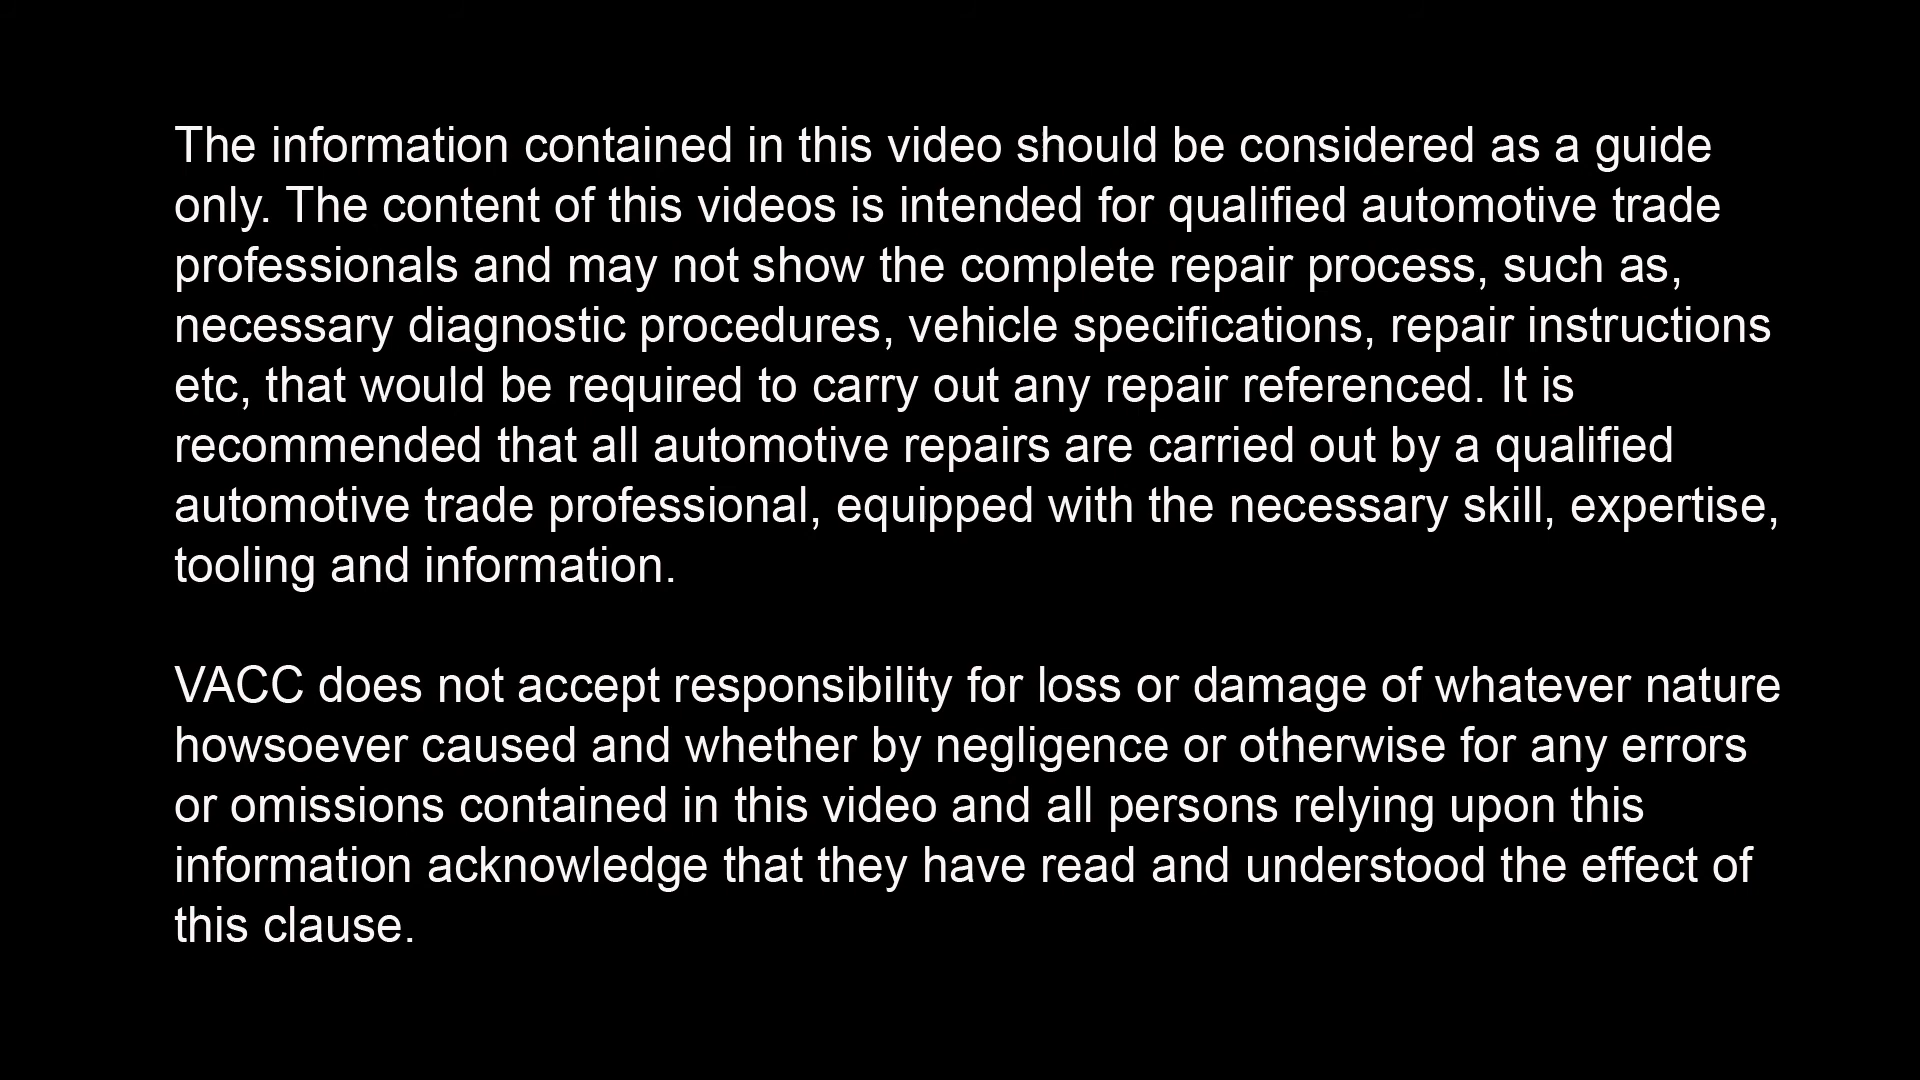 The information contained in this video should be considered as a guide
only. The content of this videos is intended for qualified automotive trade
professionals and may not show the complete repair process, such as,
necessary diagnostic procedures, vehicle specifications, repair instructions
etc, that would be required to carry out any repair referenced. It is
recommended that all automotive repairs are carried out by a qualified
automotive trade professional, equipped with the necessary skill, expertise,
tooling and information.
VACC does not accept responsibility for loss or damage of whatever nature
howsoever caused and whether by negligence or otherwise for any errors
or omissions contained in this video and all persons relying upon this
information acknowledge that they have read and understood the effect of
this clause.